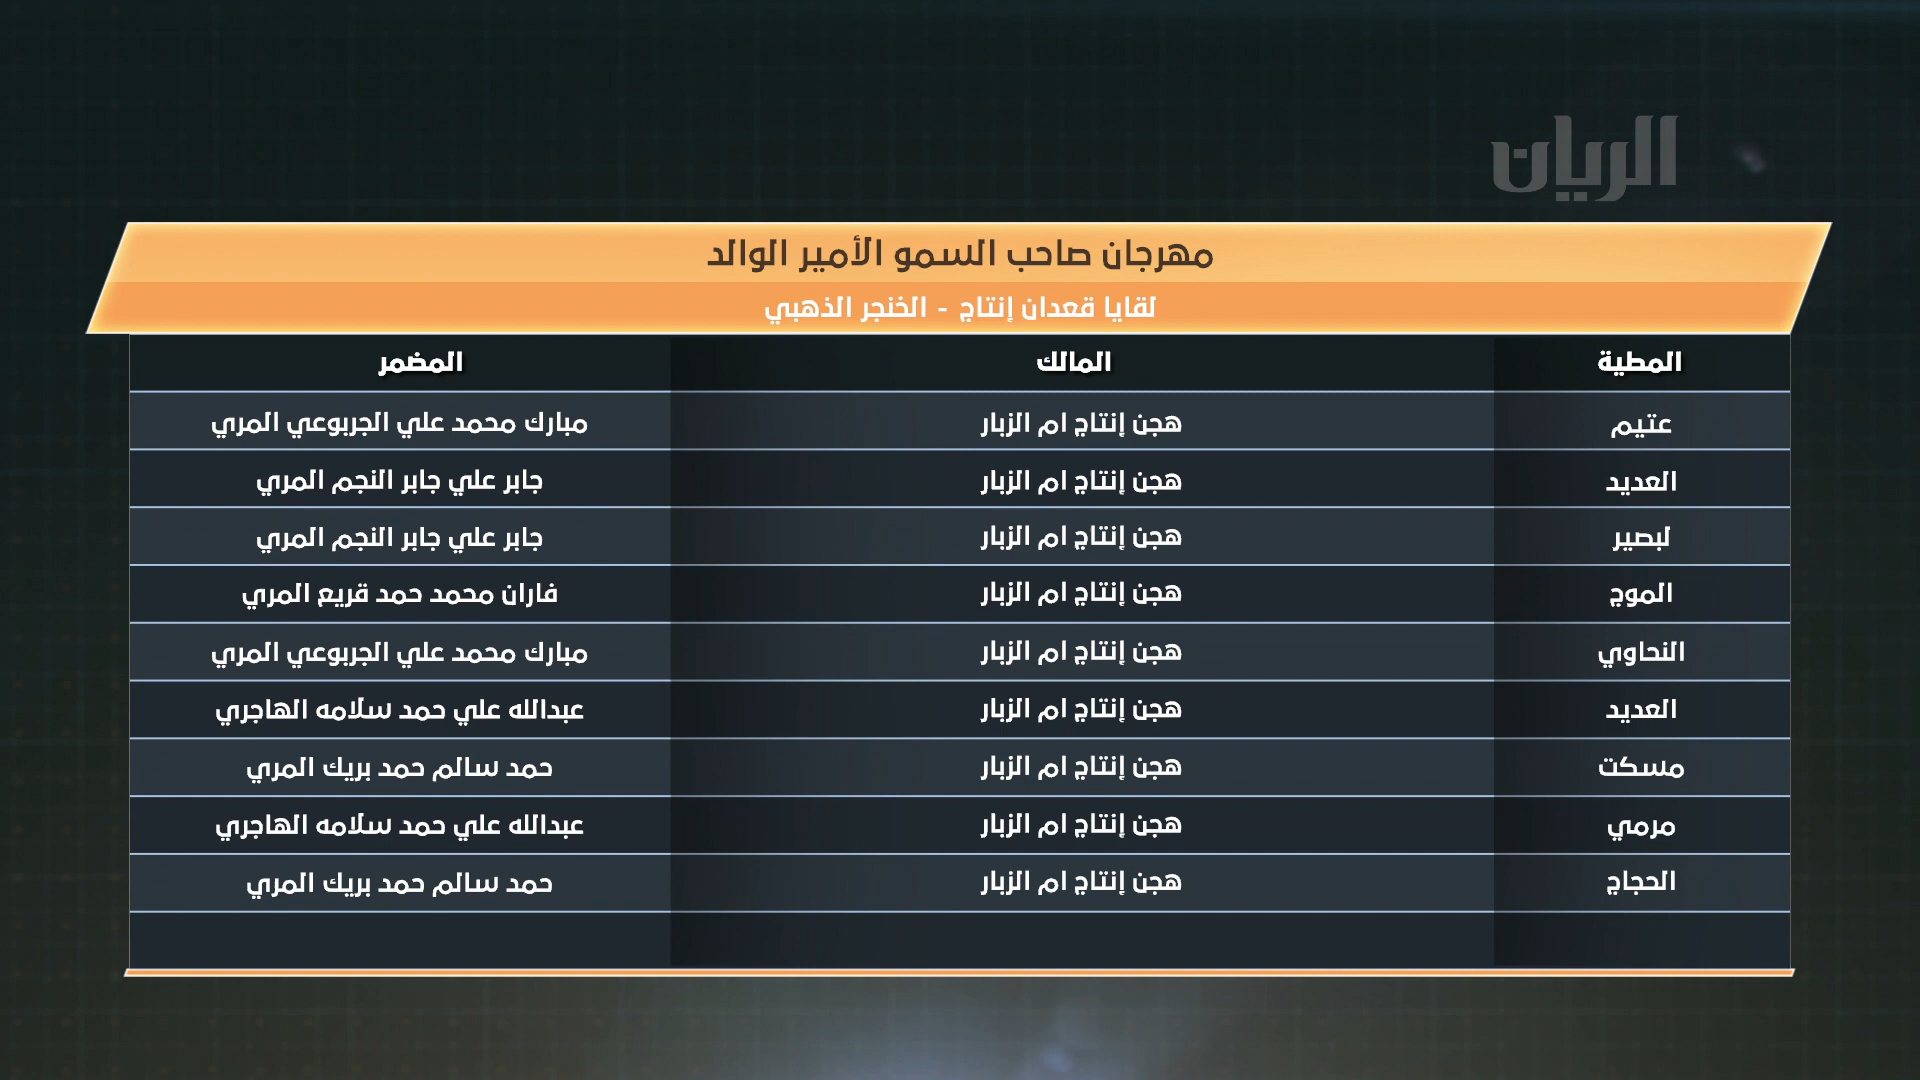 الريان
مهرجان صاحب السمو الأمير الوالد
لقايا قعدان إنتاج - الخنجر الذهبي
المطية المالك المضمر
عتيم هجن إنتاج ام الزبار مبارك محمد علي الجربوعي المري
العديد هجن إنتاج ام الزبار جابر علي جابر النجم المري
لبصير هجن إنتاج ام الزبار جابر علي جابر النجم المري
الموج هجن إنتاج ام الزبار فاران محمد حمد قريع المري
النحاوي هجن إنتاج ام الزبار مبارك محمد علي الجربوعي المري
العديد هجن إنتاج ام الزبار عبدالله علي حمد سلامه الهاجري
مسكت هجن إنتاج ام الزبار حمد سالم حمد بريك المري
مرمي هجن إنتاج ام الزبار عبدالله علي حمد سلامه الهاجري
الحجاج هجن إنتاج ام الزبار حمد سالم حمد بريك المري